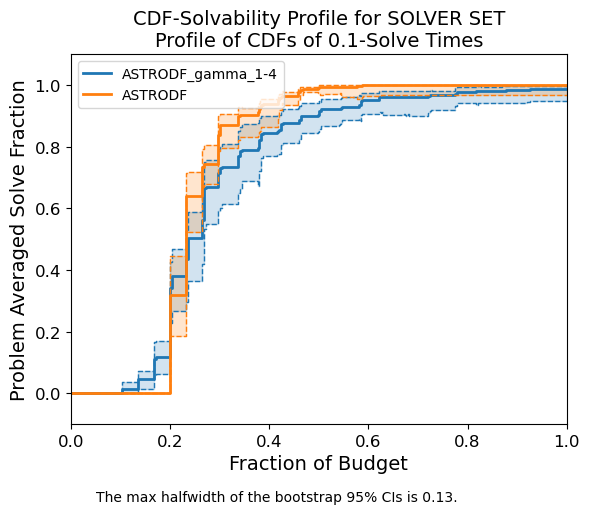 CDF-Solvability Profile for SOLVER SET
Profile of CDFs of 0.1-Solve Times
ASTRODF_gamma_1-4
ASTRODF
Problem Averaged Solve Fraction
1.0
0.8
0.6
0.4
0.2
0.0
0.0 0.2 0.4 0.6 0.8 1.0
Fraction of Budget
The max halfwidth of the bootstrap 95% CIs is 0.13.